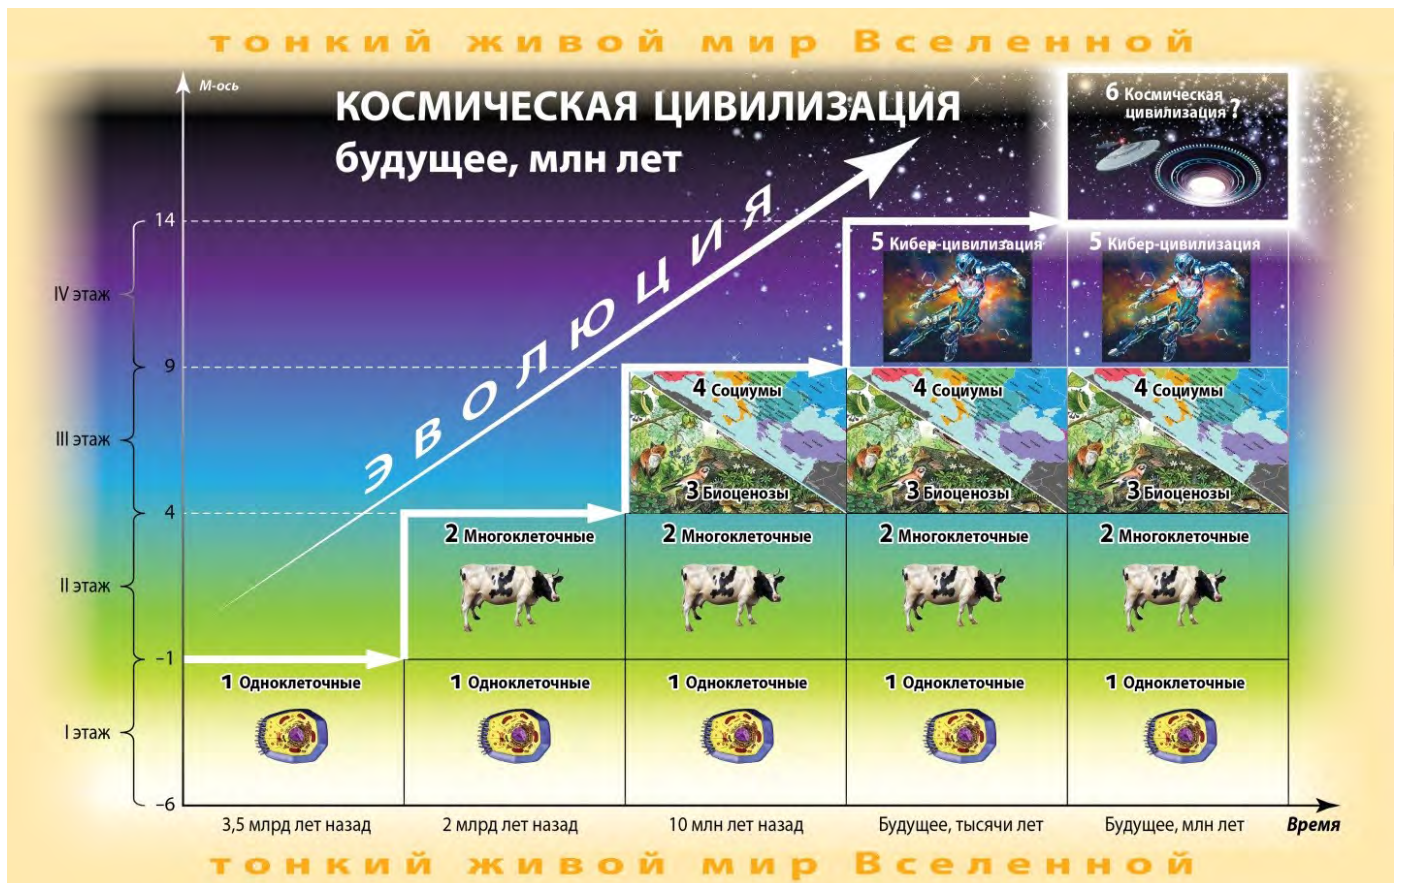 тонкий живой мир Вселенной
М-ось
КОСМИЧЕСКАЯ ЦИВИЛИЗАЦИЯ
будущее, млн лет
6 Космическая
цивилизация ?
ЭВОЛЮЦИЯ
14
5 Кибер-цивилизация
5 Кибер-цивилизация
IV этаж
9
4 Социумы
4 Социумы
4 Социумы
III этаж
3 Биоценозы
3 Биоценозы
3 Биоценозы
4
2 Многоклеточные
2 Многоклеточные
2 Многоклеточные
2 Многоклеточные
II этаж
–1
1 Одноклеточные
1 Одноклеточные
1 Одноклеточные
1 Одноклеточные
1 Одноклеточные
I этаж
–6
3,5 млрд лет назад
2 млрд лет назад
10 млн лет назад
Будущее, тысячи лет
Будущее, млн лет
Время
тонкий живой мир Вселенной